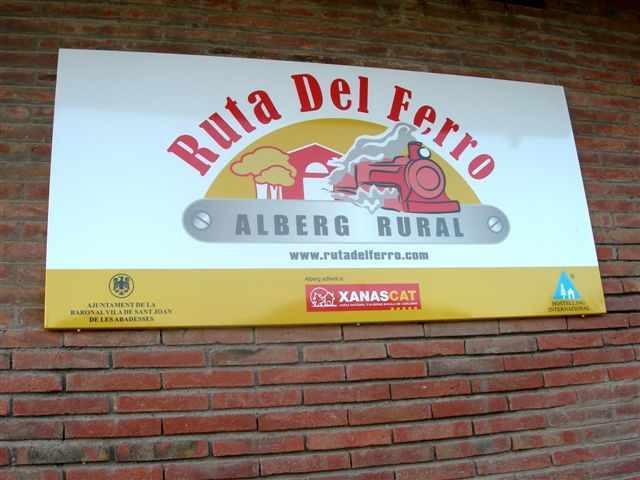 Ruta Del Ferro
ALBERG RURAL
www.rutadelferro.com
AJUNTAMENT DE LA
BARONAL VILA DE SANT JOAN
DE LES ABADESSES
Alberg adherit a:
XANASCAT
HOSTELLING
INTERNATIONAL